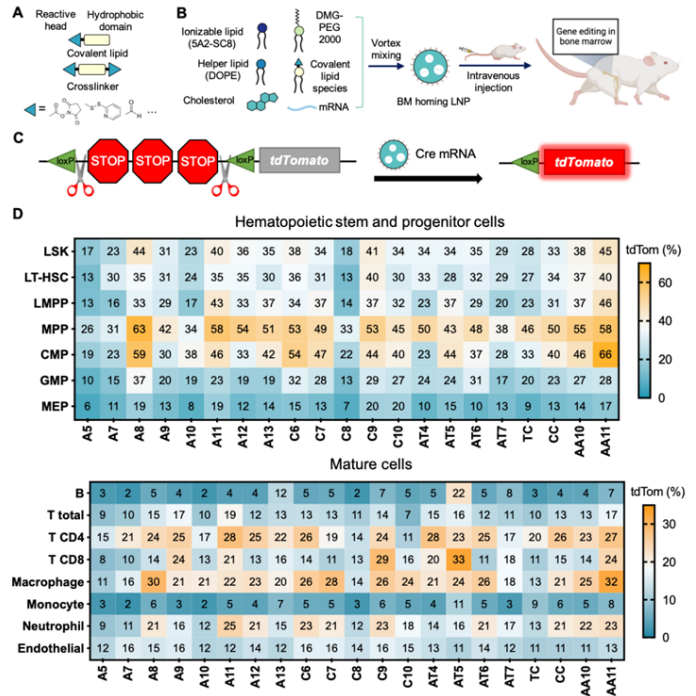 A
Reactive Hydrophobic
head domain
Covalent lipid
Crosslinker
= ...
B
Ionizable lipid
(5A2-SC8)
DMG-
PEG
2000
Helper lipid
(DOPE)
Covalent
lipid
species
Cholesterol
mRNA
Vortex
mixing
BM homing LNP
Intravenous
injection
Gene editing in
bone marrow
C
loxP STOP STOP STOP loxP tdTomato
Cre mRNA
loxP tdTomato
D
Hematopoietic stem and progenitor cells
tdTom (%)
LSK 17 23 44 31 23 40 36 35 38 34 18 41 34 34 34 35 29 28 33 38 45
LT-HSC 13 30 35 31 24 35 35 30 36 31 13 40 30 33 28 32 29 27 34 37 40
LMPP 13 16 33 29 17 43 33 37 34 37 14 37 32 23 37 29 20 23 31 37 46
MPP 26 31 63 42 34 58 54 51 53 49 33 53 45 50 43 48 38 46 50 55 58
CMP 19 23 59 30 38 46 33 42 54 47 22 44 40 23 44 37 28 33 40 46 66
GMP 10 15 37 20 19 23 19 19 32 28 13 29 27 24 24 31 17 20 23 27 28
MEP 6 11 19 13 8 19 12 14 15 13 7 20 20 10 15 10 13 9 13 14 17
A5 A7 A8 A9 A10 A11 A12 A13 C6 C7 C8 C9 C10 AT4 AT5 AT6 AT7 TC CC AA10 AA11
60
40
20
0
Mature cells
tdTom (%)
B 3 2 5 4 2 4 4 12 5 5 2 7 5 5 22 5 8 3 4 4 7
T total 9 10 15 17 10 19 12 13 13 13 11 14 7 15 16 12 11 12 13 13 17
T CD4 15 21 24 25 17 28 25 22 26 19 14 24 11 28 23 25 17 20 26 23 27
T CD8 8 10 14 24 13 21 13 16 14 11 13 29 16 20 33 11 18 11 15 14 24
Macrophage 11 16 30 21 21 22 23 20 26 28 14 26 24 21 24 26 18 13 21 25 32
Monocyte 3 2 6 3 2 5 4 7 5 5 3 6 5 4 11 5 3 9 6 5 8
Neutrophil 9 11 21 16 12 25 21 15 23 21 12 23 18 14 16 21 17 13 21 22 23
Endothelial 12 16 15 16 12 12 14 12 16 16 14 16 13 16 15 13 11 14 12 11 13
A5 A7 A8 A9 A10 A11 A12 A13 C6 C7 C8 C9 C10 AT4 AT5 AT6 AT7 TC CC AA10 AA11
30
20
10
0